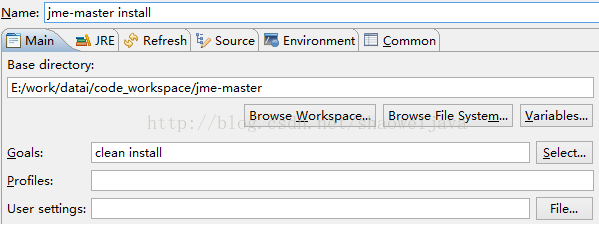 Name: jme-master install
Main JRE Refresh Source Environment Common
Base directory:
E:/work/datai/code_workspace/jme-master
Browse Workspace... Browse File System... Variables...
http://blog.csdn.net/shaoweijava
Goals: clean install Select...
Profiles:
User settings: File...